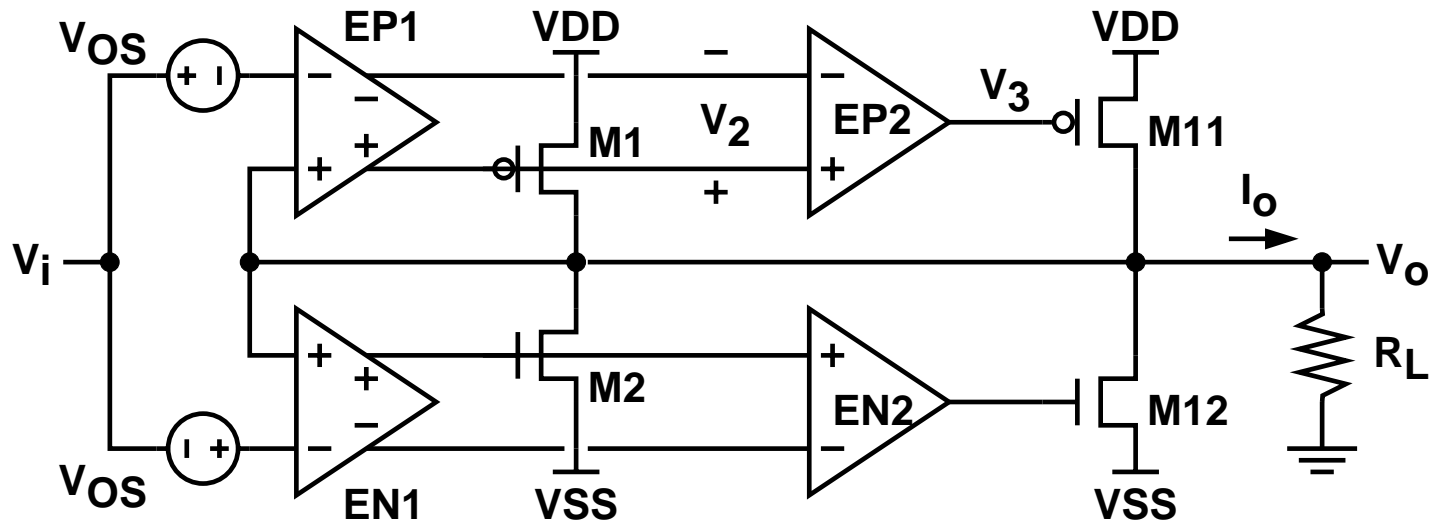 EP1
VDD
VDD
VOS
+ −
−
−
−
−
EP2
V3
M11
V2
M1
+
+
+
+
Io
Vi
Vo
+
+
+
RL
M2
−
EN2
M12
−
−
VOS
− +
EN1
VSS
VSS